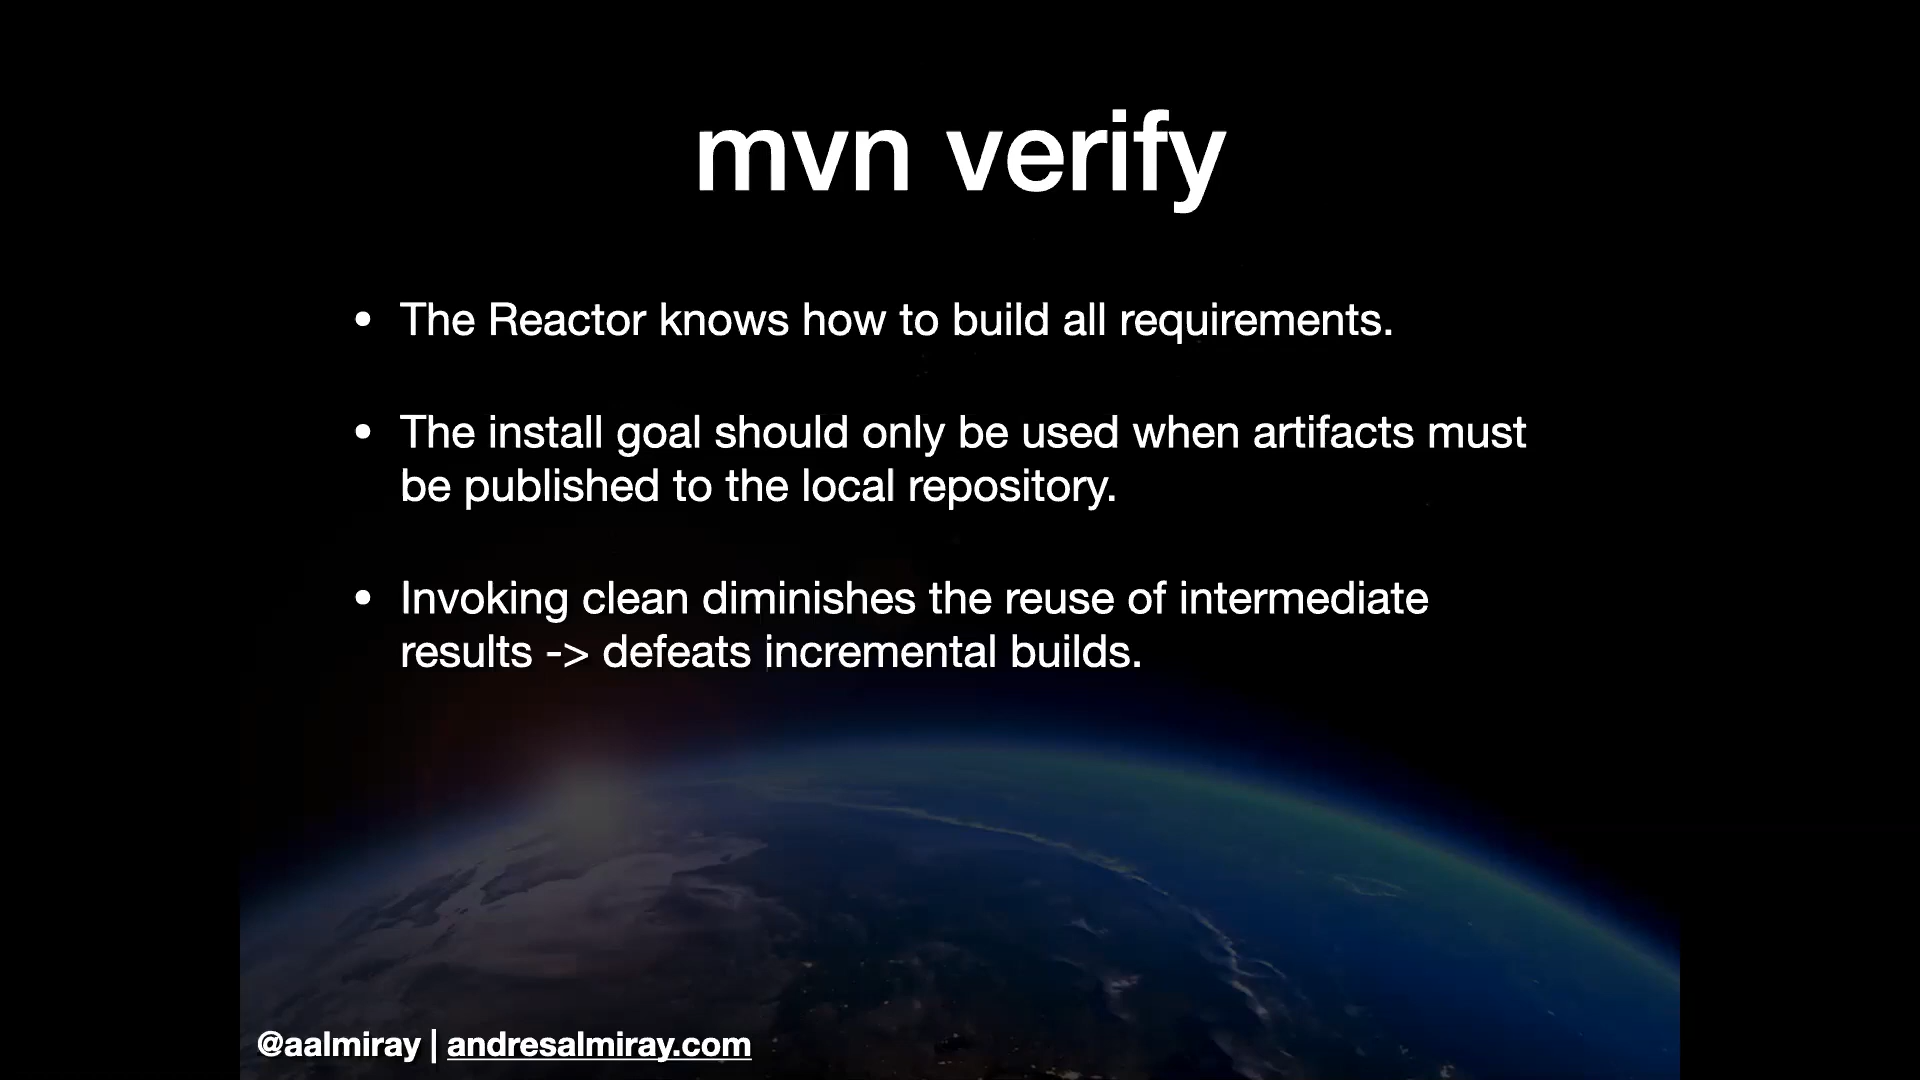 mvn verify
• The Reactor knows how to build all requirements.
• The install goal should only be used when artifacts must
be published to the local repository.
• Invoking clean diminishes the reuse of intermediate
results -> defeats incremental builds.
@aalmiray | andresalmiray.com